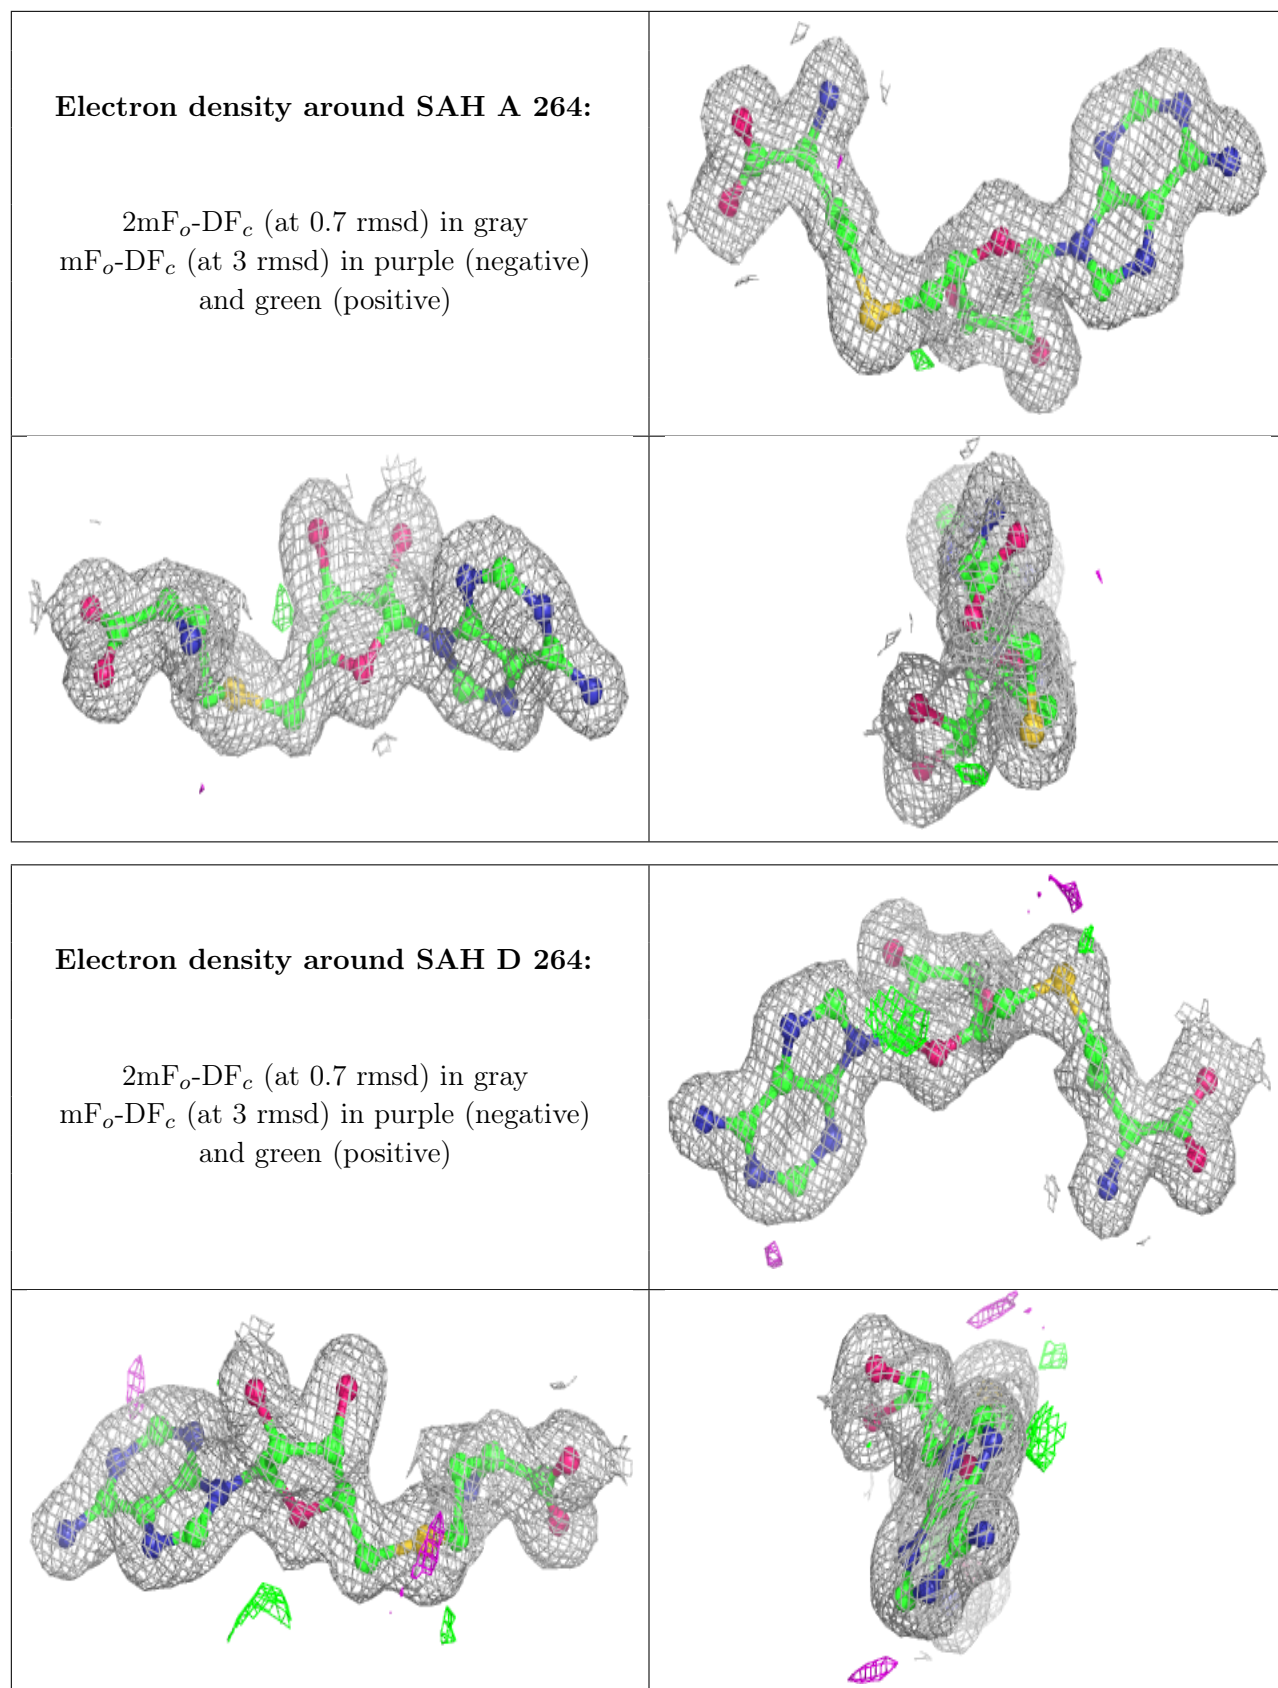 Electron density around SAH A 264:
2mFo-DFc (at 0.7 rmsd) in gray
mFo-DFc (at 3 rmsd) in purple (negative)
and green (positive)
Electron density around SAH D 264:
2mFo-DFc (at 0.7 rmsd) in gray
mFo-DFc (at 3 rmsd) in purple (negative)
and green (positive)